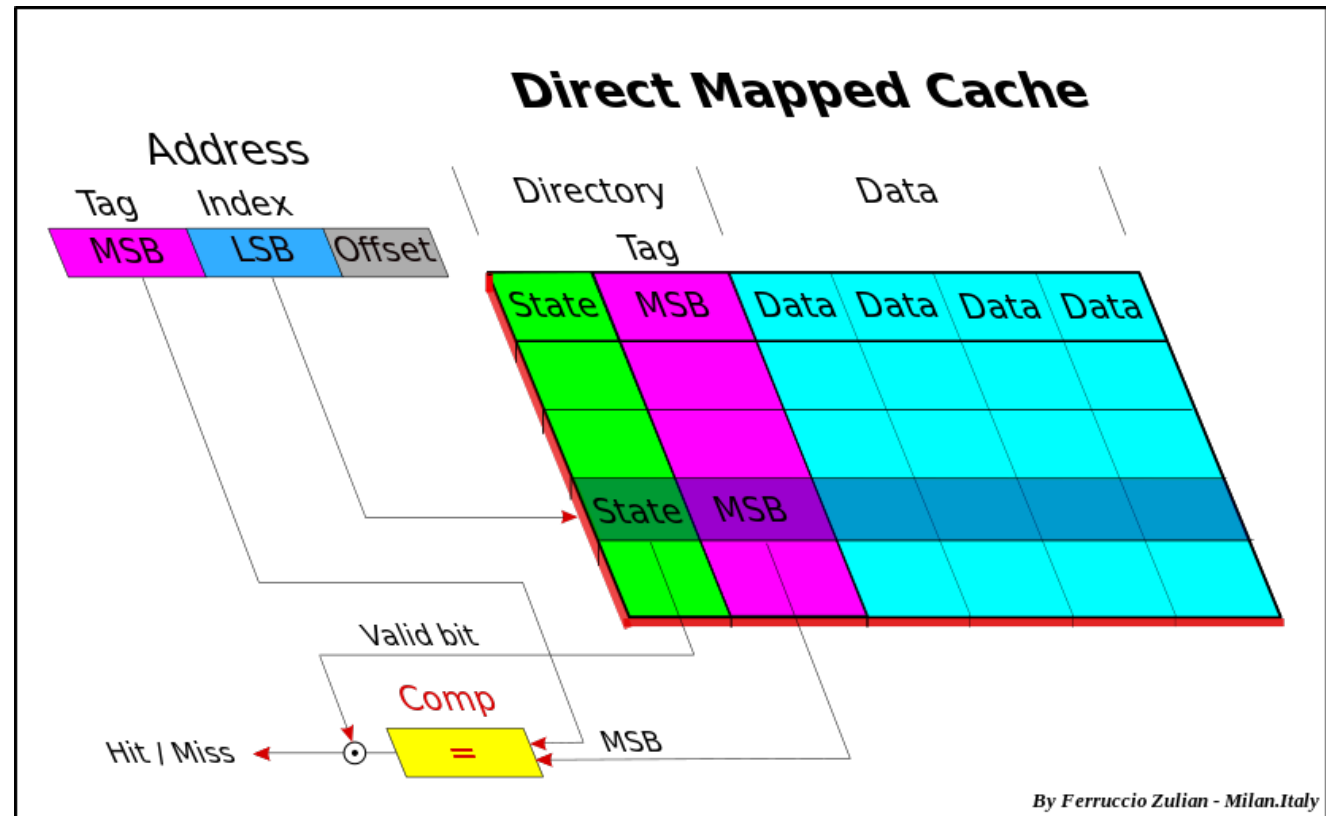 Direct Mapped Cache
Address
Directory
Data
Tag
Index
Tag
MSB
LSB
Offset
State
MSB
Data
Data
Data
Data
State
MSB
Valid bit
Comp
=
MSB
Hit / Miss
By Ferruccio Zulian - Milan.Italy